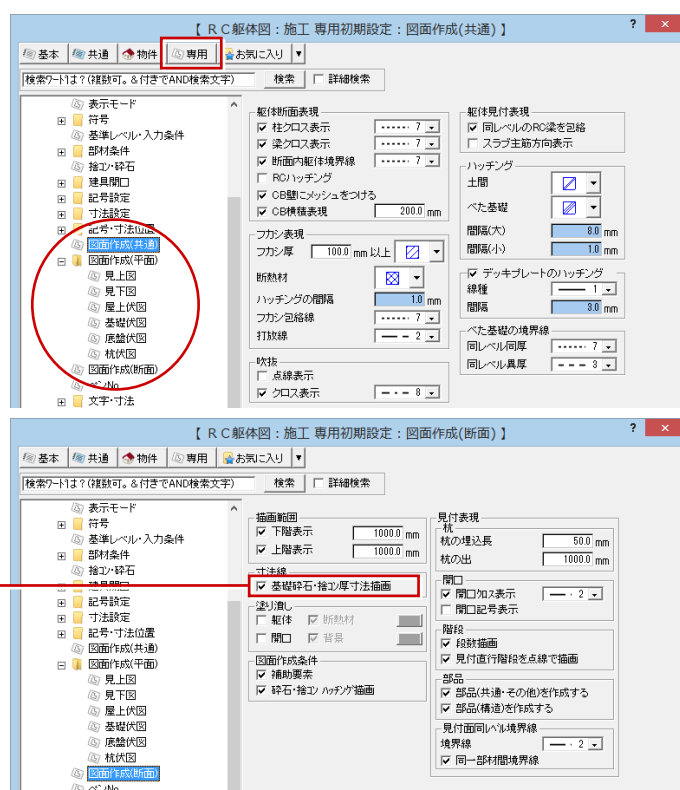 【 ＲＣ躯体図：施工 専用初期設定：図面作成(共通) 】
? ×
基本 共通 物件 専用 お気に入り ▼
検索ワードは？(複数可。& 付きでAND検索文字) 検索 詳細検索
表示モード
符号
基準レベル・入力条件
部材条件
捨コン・砕石
建具開口
記号設定
寸法設定
記号・寸法位置
図面作成(共通)
図面作成(平面)
見上図
見下図
屋上伏図
基礎伏図
底盤伏図
杭伏図
図面作成(断面)
ペンNo.
文字・寸法
躯体断面表現
柱クロス表示 7
梁クロス表示 7
断面内躯体境界線 7
RCハッチング
CB壁にメッシュをつける
CB横積表現 200.0 mm
フカシ表現
フカシ厚 100.0 mm 以上
断熱材
ハッチングの間隔 1.0 mm
フカシ包絡線 7
打放線 2
吹抜
点線表示
クロス表示 8
躯体見付表現
同レベルのRC梁を包絡
スラブ主筋方向表示
ハッチング
土間
べた基礎
間隔(大) 8.0 mm
間隔(小) 1.0 mm
デッキプレートのハッチング
線種 1
間隔 3.0 mm
べた基礎の境界線
同レベル同厚 7
同レベル異厚 3
【 ＲＣ躯体図：施工 専用初期設定：図面作成(断面) 】
? ×
基本 共通 物件 専用 お気に入り ▼
検索ワードは？(複数可。& 付きでAND検索文字) 検索 詳細検索
表示モード
符号
基準レベル・入力条件
部材条件
捨コン・砕石
建具開口
記号設定
寸法設定
記号・寸法位置
図面作成(共通)
図面作成(平面)
見上図
見下図
屋上伏図
基礎伏図
底盤伏図
杭伏図
図面作成(断面)
ペンNo.
描画範囲
下階表示 1000.0 mm
上階表示 1000.0 mm
寸法線
基礎砕石・捨コン厚寸法描画
塗り潰し
躯体 断熱材
開口 背景
図面作成条件
補助要素
砕石・捨コン ハッチング描画
見付表現
杭
杭の埋込長 50.0 mm
杭の出 1000.0 mm
開口
開口クロス表示 2
開口記号表示
階段
段数描画
見付直行階段を点線で描画
部品
部品(共通・その他)を作成する
部品(構造)を作成する
見付面同レベル境界線
境界線 2
同一部材間境界線